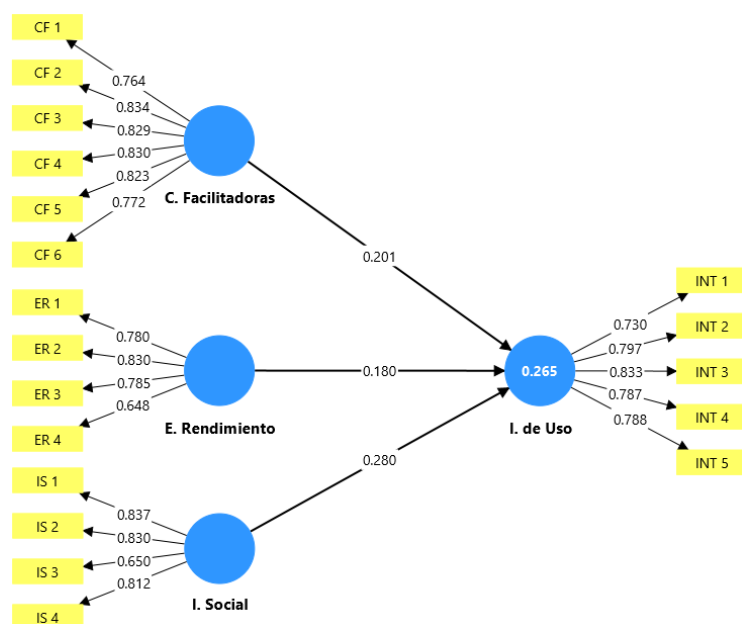 CF 1
CF 2
CF 3
CF 4
CF 5
CF 6
0.764
0.834
0.829
0.830
0.823
0.772
C. Facilitadoras
ER 1
ER 2
ER 3
ER 4
0.780
0.830
0.785
0.648
E. Rendimiento
IS 1
IS 2
IS 3
IS 4
0.837
0.830
0.650
0.812
I. Social
0.201
0.180
0.280
0.265
I. de Uso
0.730
0.797
0.833
0.787
0.788
INT 1
INT 2
INT 3
INT 4
INT 5